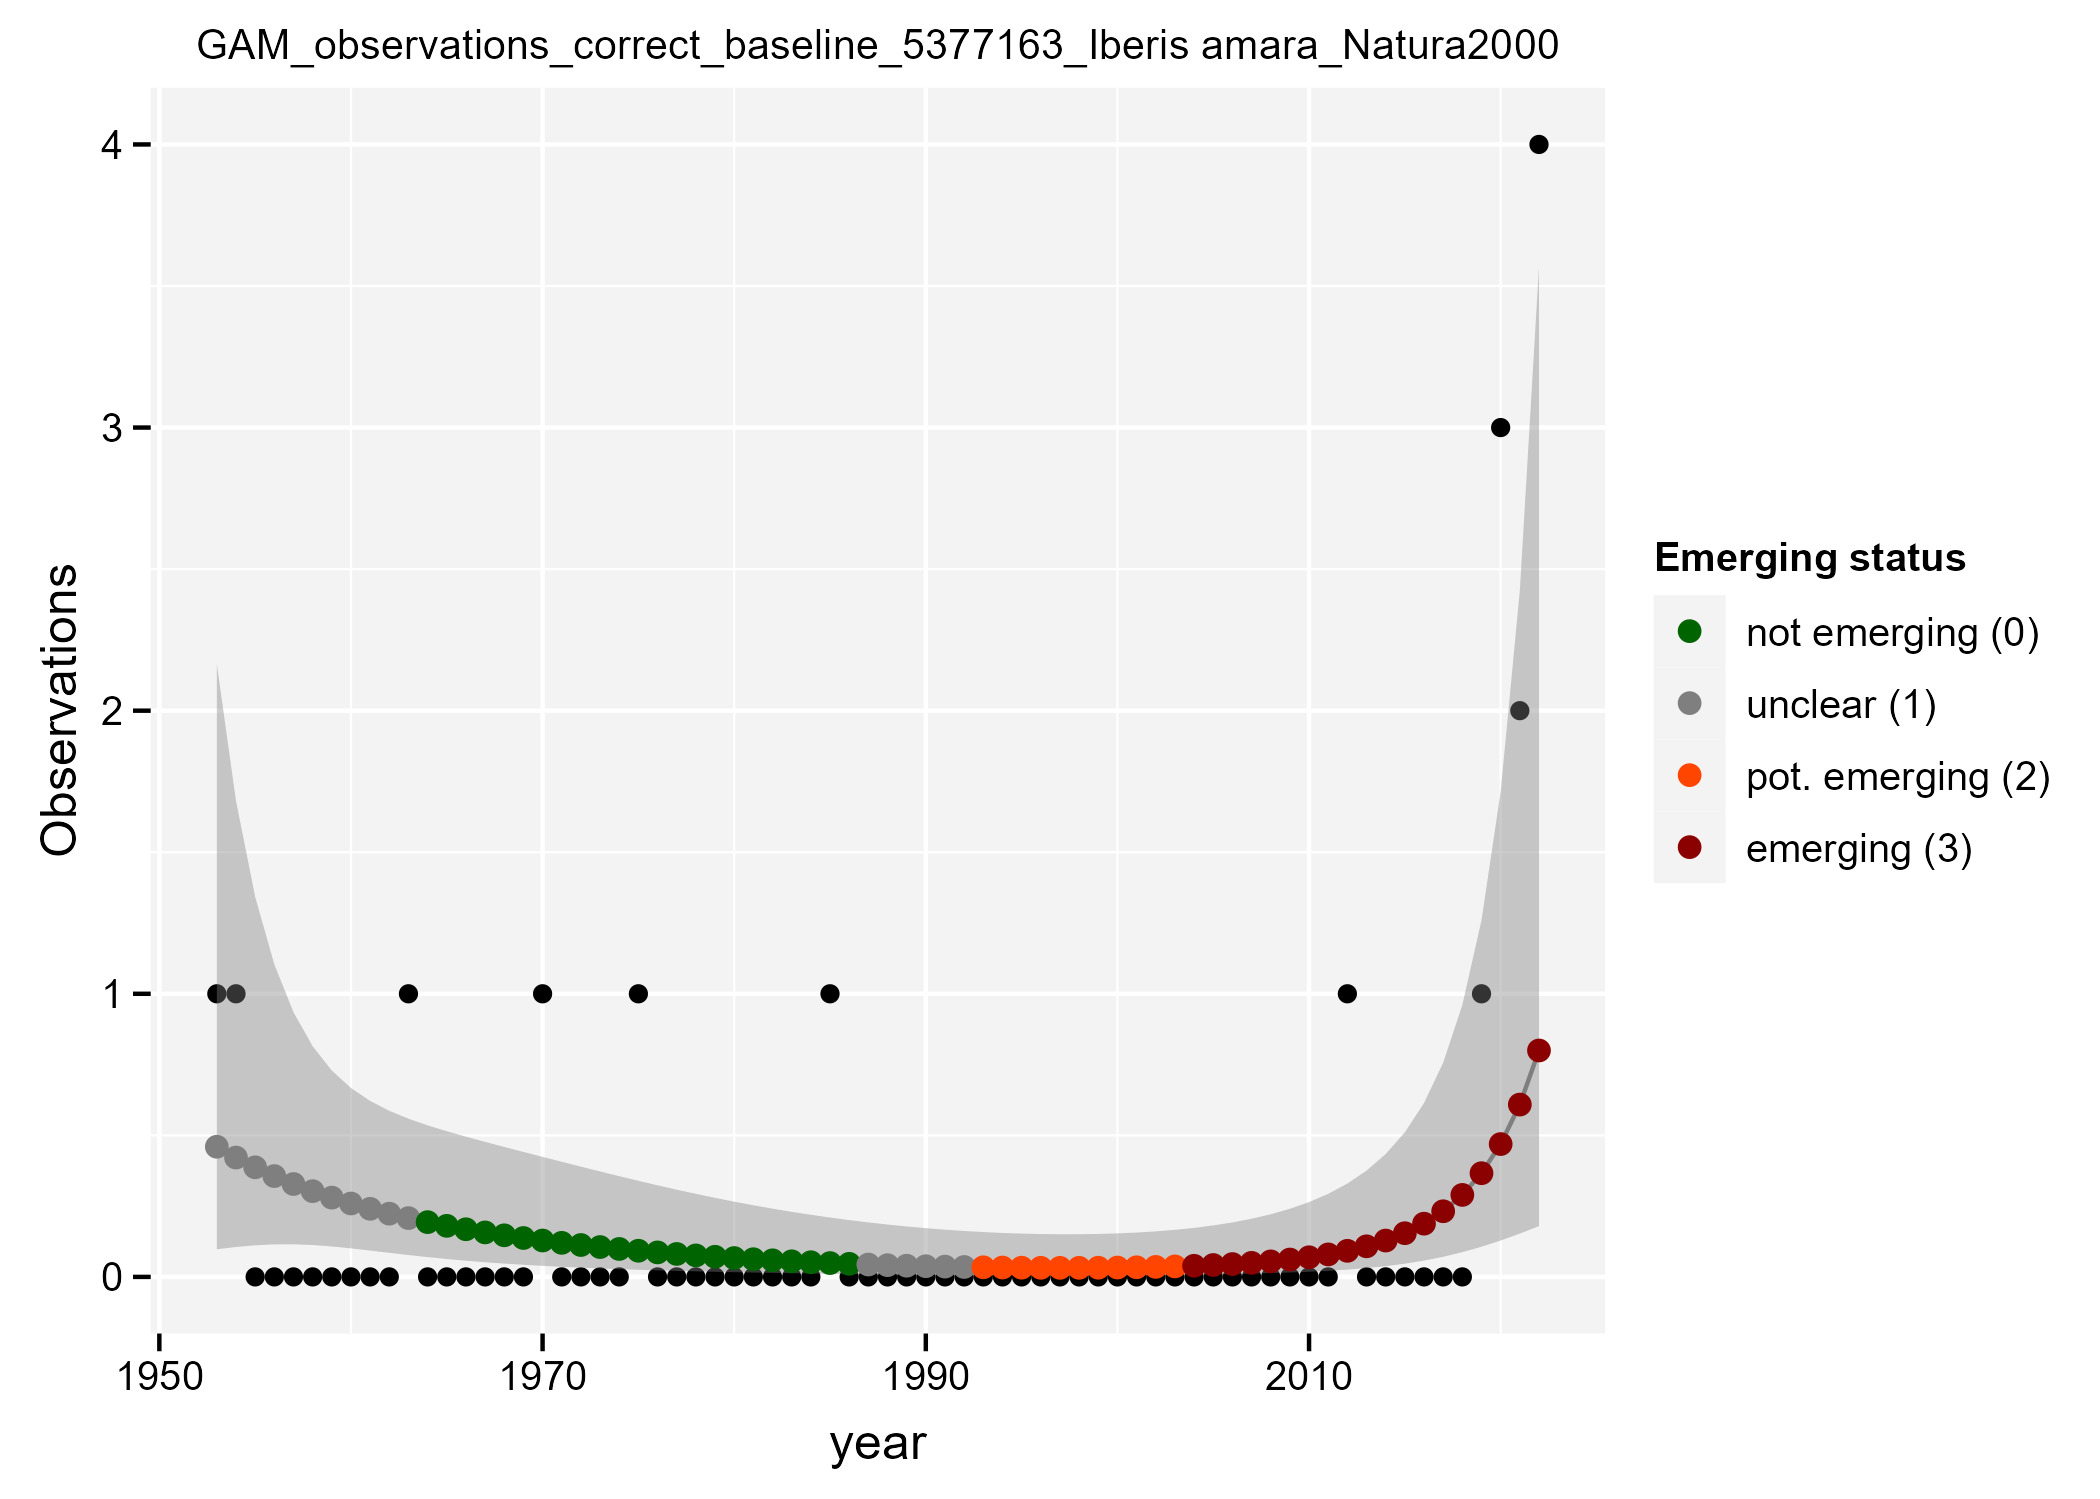 GAM_observations_correct_baseline_5377163_Iberis amara_Natura2000
Observations
4
3
2
1
0
1950 1970 1990 2010
year
Emerging status
not emerging (0)
unclear (1)
pot. emerging (2)
emerging (3)